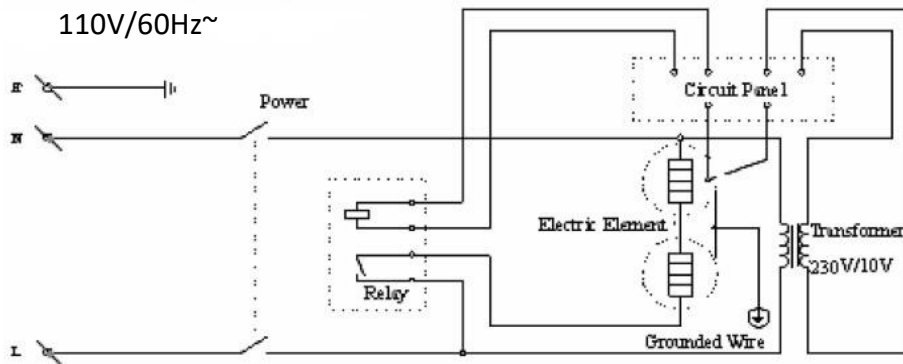 110V/60Hz~
E
Power
Circuit Panel
N
Electric Element
Transformer
230V/10V
Relay
Grounded Wire
L